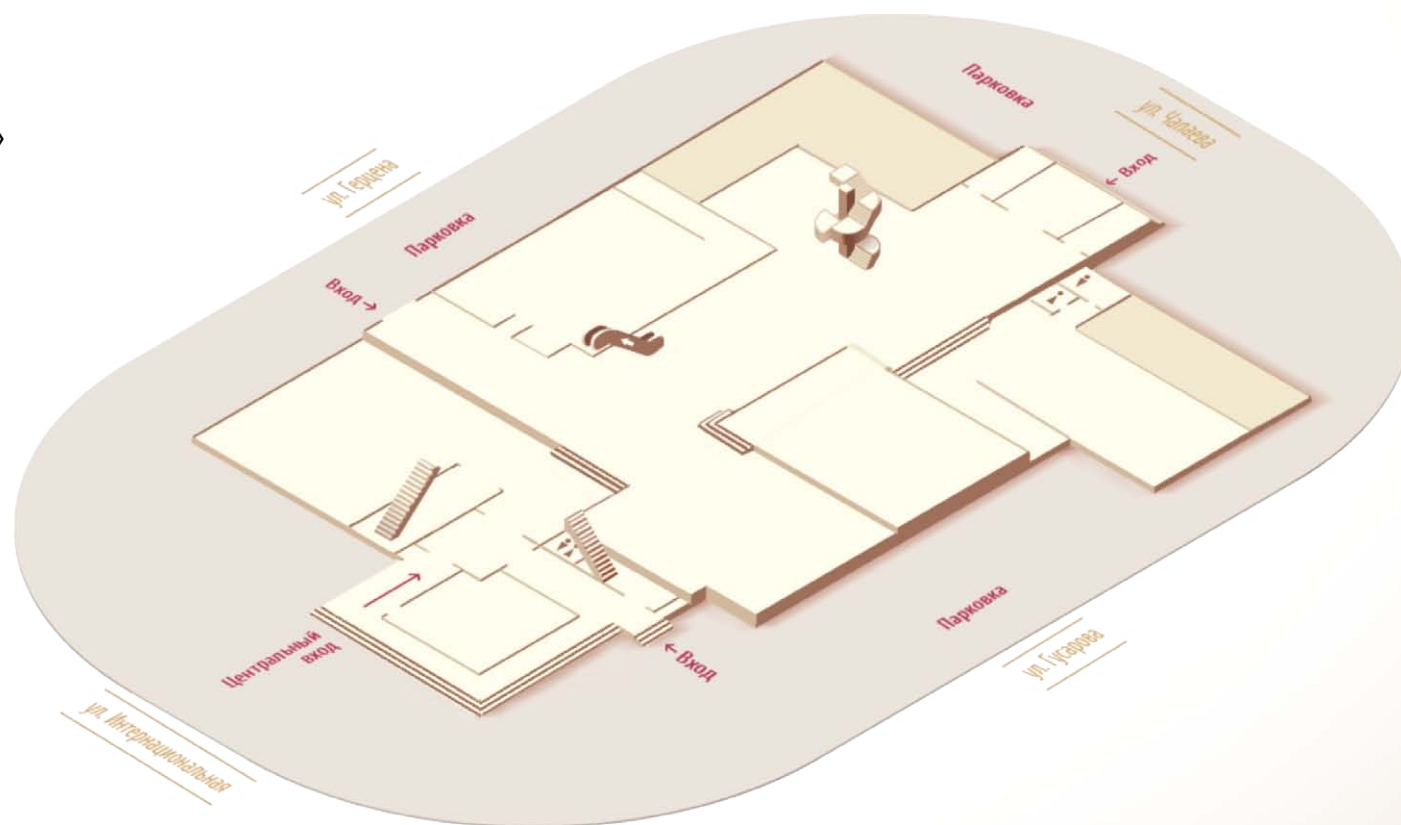 »
Парковка
ул. Чапаева
← Вход
ул. Герцена
Парковка
Вход →
Парковка
ул. Гусарова
← Вход
Центральный
вход
ул. Интернациональная